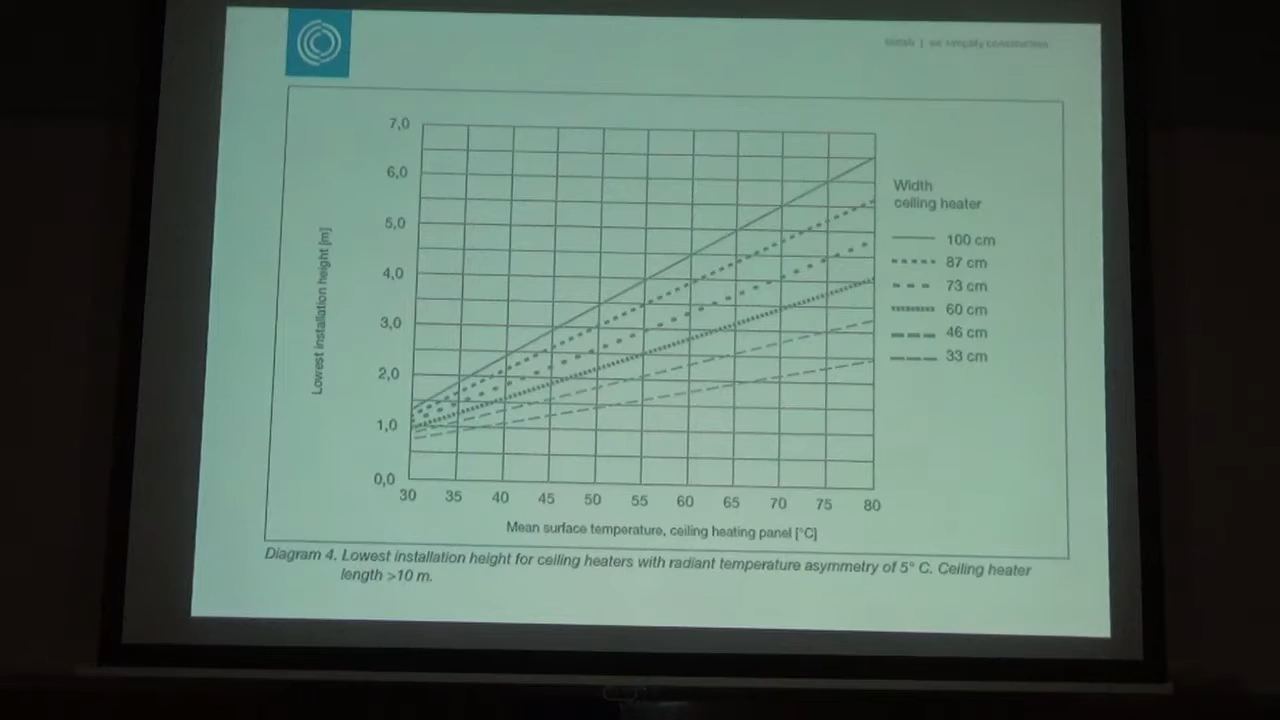 we simplify construction
7,0
6,0
5,0
4,0
3,0
2,0
1,0
0,0
Lowest installation height [m]
30 35 40 45 50 55 60 65 70 75 80
Mean surface temperature, ceiling heating panel [°C]
Width
ceiling heater
100 cm
87 cm
73 cm
60 cm
46 cm
33 cm
Diagram 4. Lowest installation height for ceiling heaters with radiant temperature asymmetry of 5° C. Ceiling heater
length >10 m.